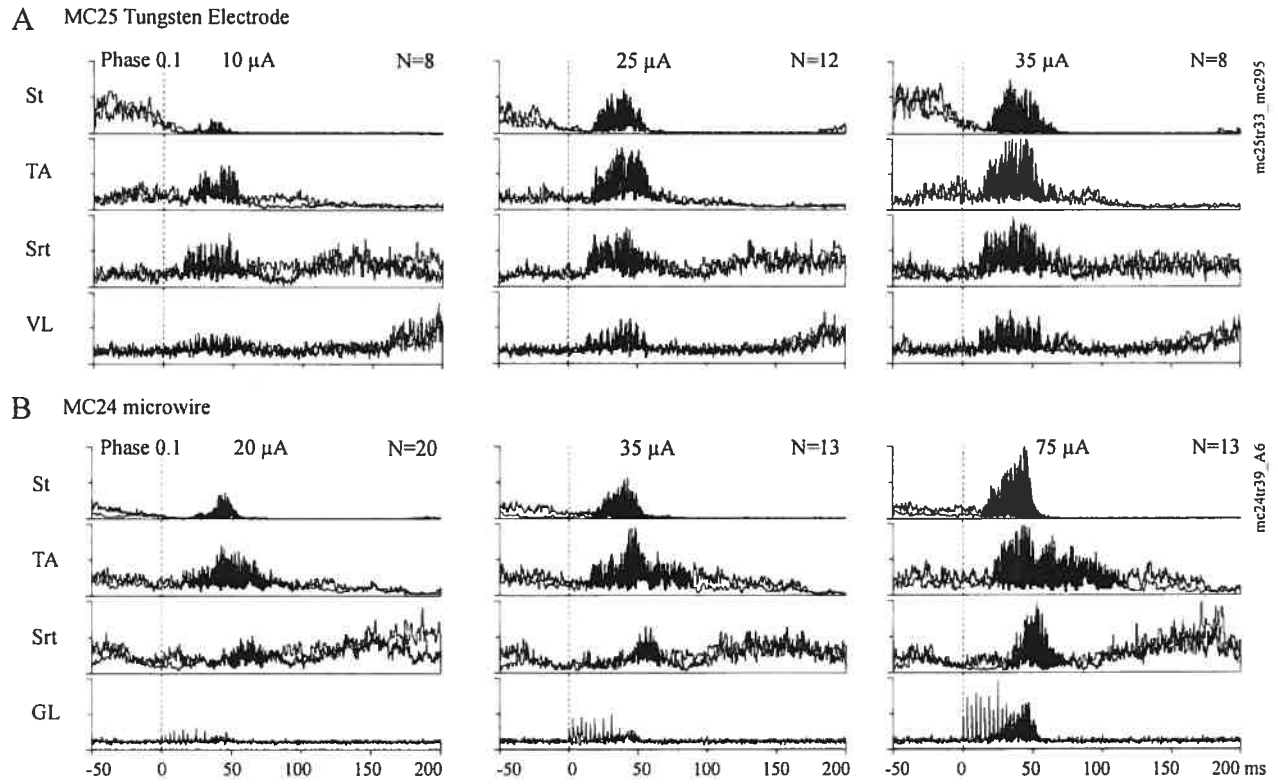 A MC25 Tungsten Electrode
Phase 0.1 10 µA N=8
25 µA N=12
35 µA N=8
St
TA
Srt
VL
mc25tr33_mc295
B MC24 microwire
Phase 0.1 20 µA N=20
35 µA N=13
75 µA N=13
St
TA
Srt
GL
mc24tr39_A6
-50 0 50 100 150 200
-50 0 50 100 150 200
-50 0 50 100 150 200 ms